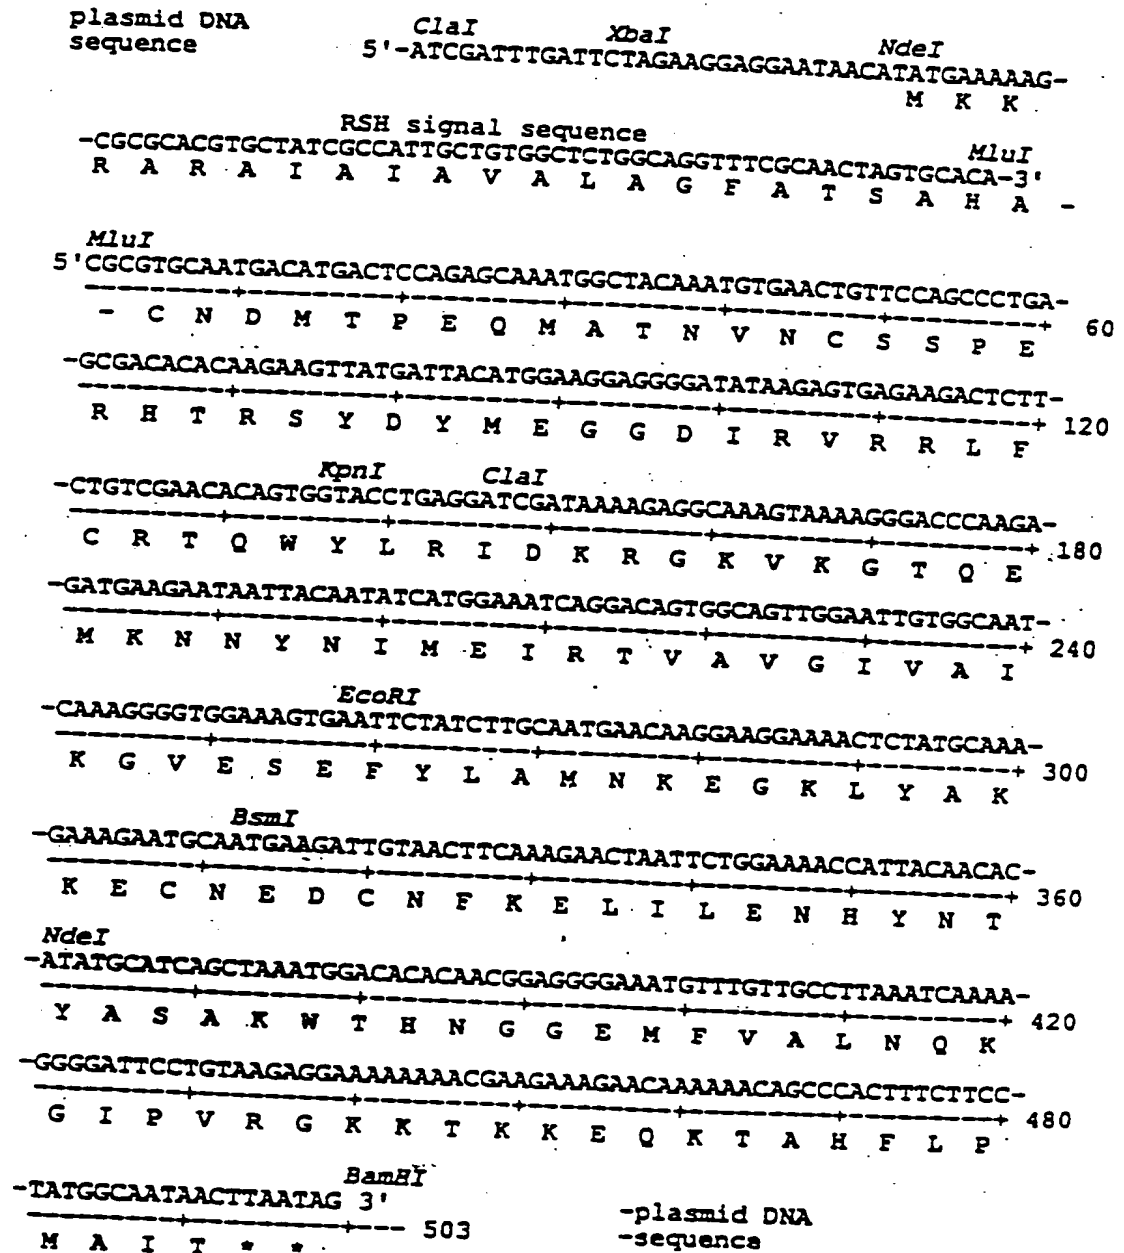 plasmid DNA
sequence
ClaI XbaI NdeI
5'-ATCGATTTGATTCTAGAAGGAGGAATAACATATGAAAAAG-
M K K
RSH signal sequence MluI
-CGCGCACGTGCTATCGCCATTGCTGTGGCTCTGGCAGGTTTCGCAACTAGTGCACA-3'
R A R A I A I A V A L A G F A T S A H A -
MluI
5'CGCGTGCAATGACATGACTCCAGAGCAAATGGCTACAAATGTGAACTGTTCCAGCCCTGA-
---------+---------+---------+---------+---------+---------+ 60
- C N D M T P E Q M A T N V N C S S P E
-GCGACACACAAGAAGTTATGATTACATGGAAGGAGGGGATATAAGAGTGAGAAGACTCTT-
---------+---------+---------+---------+---------+---------+ 120
R H T R S Y D Y M E G G D I R V R R L F
KpnI ClaI
-CTGTCGAACACAGTGGTACCTGAGGATCGATAAAAGAGGCAAAGTAAAAGGGACCCAAGA-
---------+---------+---------+---------+---------+---------+ 180
C R T Q W Y L R I D K R G K V K G T Q E
-GATGAAGAATAATTACAATATCATGGAAATCAGGACAGTGGCAGTTGGAATTGTGGCAAT-
---------+---------+---------+---------+---------+---------+ 240
M K N N Y N I M E I R T V A V G I V A I
EcoRI
-CAAAGGGGTGGAAAGTGAATTCTATCTTGCAATGAACAAGGAAGGAAAACTCTATGCAAA-
---------+---------+---------+---------+---------+---------+ 300
K G V E S E F Y L A M N K E G K L Y A K
BsmI
-GAAAGAATGCAATGAAGATTGTAACTTCAAAGAACTAATTCTGGAAAACCATTACAACAC-
---------+---------+---------+---------+---------+---------+ 360
K E C N E D C N F K E L I L E N H Y N T
NdeI
-ATATGCATCAGCTAAATGGACACACAACGGAGGGGAAATGTTTGTTGCCTTAAATCAAAA-
---------+---------+---------+---------+---------+---------+ 420
Y A S A K W T H N G G E M F V A L N Q K
-GGGGATTCCTGTAAGAGGAAAAAAAACGAAGAAAGAACAAAAAACAGCCCACTTTCTTCC-
---------+---------+---------+---------+---------+---------+ 480
G I P V R G K K T K K E Q K T A H F L P
BamHI
-TATGGCAATAACTTAATAG 3'
---------+---------+--- 503
M A I T * *
-plasmid DNA
-sequence